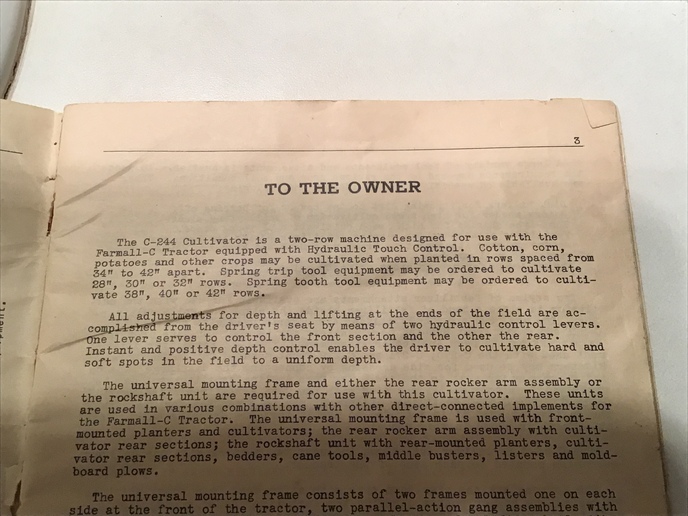 3
TO THE OWNER
The C-244 Cultivator is a two-row machine designed for use with the
Farmall-C Tractor equipped with Hydraulic Touch Control. Cotton, corn,
potatoes and other crops may be cultivated when planted in rows spaced from
34" to 42" apart. Spring trip tool equipment may be ordered to cultivate
28", 30" or 32" rows. Spring tooth tool equipment may be ordered to culti-
vate 38", 40" or 42" rows.
All adjustments for depth and lifting at the ends of the field are ac-
complished from the driver's seat by means of two hydraulic control levers.
One lever serves to control the front section and the other the rear.
Instant and positive depth control enables the driver to cultivate hard and
soft spots in the field to a uniform depth.
The universal mounting frame and either the rear rocker arm assembly or
the rockshaft unit are required for use with this cultivator. These units
are used in various combinations with other direct-connected implements for
the Farmall-C Tractor. The universal mounting frame is used with front-
mounted planters and cultivators; the rear rocker arm assembly with culti-
vator rear sections; the rockshaft unit with rear-mounted planters, culti-
vator rear sections, bedders, cane tools, middle busters, listers and mold-
board plows.
The universal mounting frame consists of two frames mounted one on each
side at the front of the tractor, two parallel-action gang assemblies with